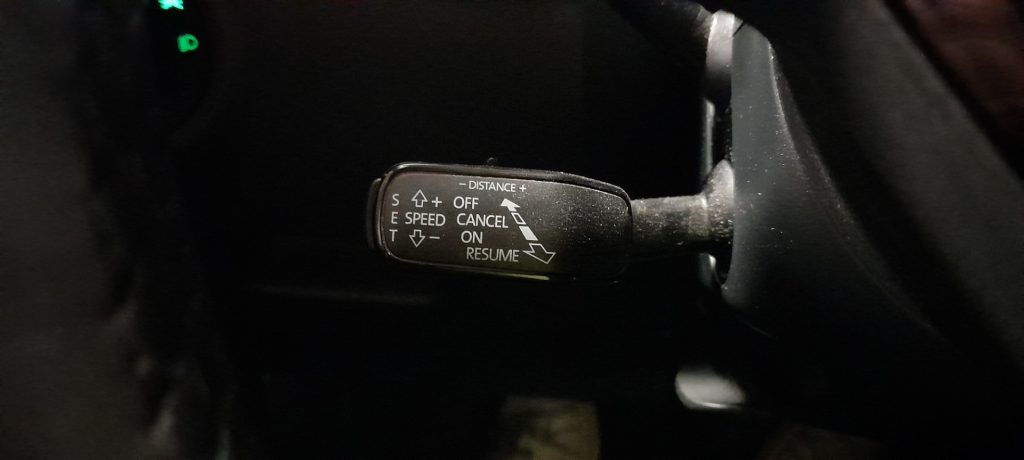 - DISTANCE +
S + OFF
E SPEED CANCEL
T - ON
RESUME